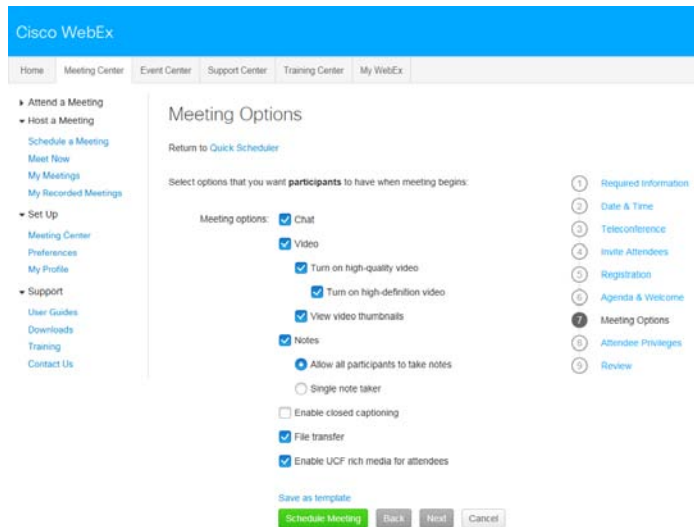 Cisco WebEx
Home Meeting Center Event Center Support Center Training Center My WebEx
Attend a Meeting
Host a Meeting
Schedule a Meeting
Meet Now
My Meetings
My Recorded Meetings
Set Up
Meeting Center
Preferences
My Profile
Support
User Guides
Downloads
Training
Contact Us
Meeting Options
Return to Quick Scheduler
Select options that you want participants to have when meeting begins:
Meeting options: Chat
Video
Turn on high-quality video
Turn on high-definition video
View video thumbnails
Notes
Allow all participants to take notes
Single note taker
Enable closed captioning
File transfer
Enable UCF rich media for attendees
Save as template
Schedule Meeting Back Next Cancel
1 Required Information
2 Date & Time
3 Teleconference
4 Invite Attendees
5 Registration
6 Agenda & Welcome
7 Meeting Options
8 Attendee Privileges
9 Review